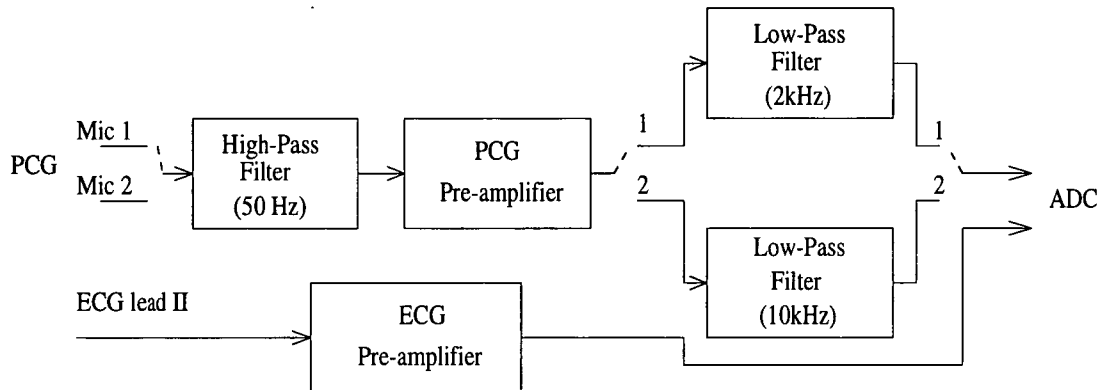 PCG
Mic 1
Mic 2
High-Pass
Filter
(50 Hz)
PCG
Pre-amplifier
1
2
Low-Pass
Filter
(2kHz)
Low-Pass
Filter
(10kHz)
1
2
ADC
ECG lead II
ECG
Pre-amplifier